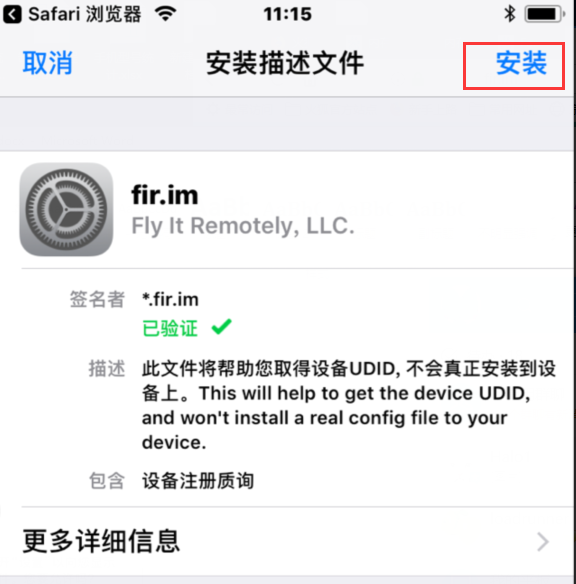 Safari 浏览器 11:15
取消 安装描述文件 安装
fir.im
Fly It Remotely, LLC.
签名者 *.fir.im
已验证
描述 此文件将帮助您取得设备UDID, 不会真正安装到设
备上。This will help to get the device UDID,
and won't install a real config file to your
device.
包含 设备注册质询
更多详细信息